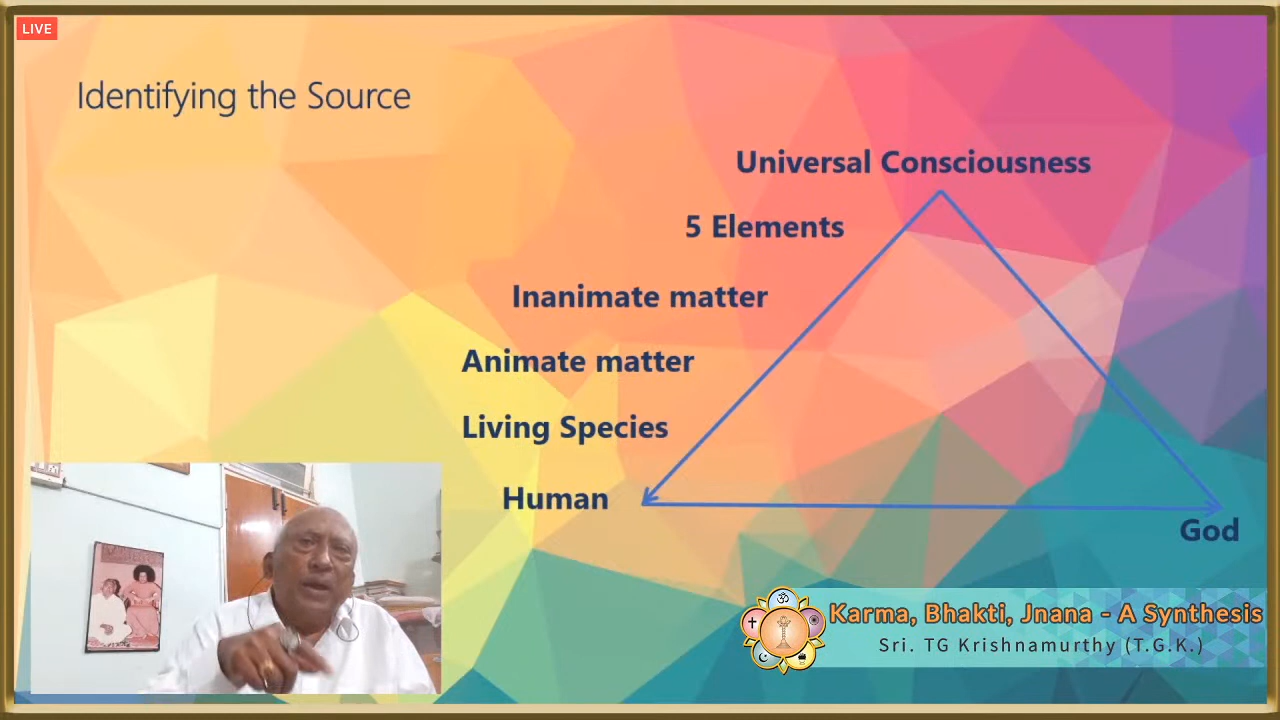 LIVE
Identifying the Source
Universal Consciousness
5 Elements
Inanimate matter
Animate matter
Living Species
Human
God
Karma, Bhakti, Jnana - A Synthesis
Sri. TG Krishnamurthy (T.G.K.)